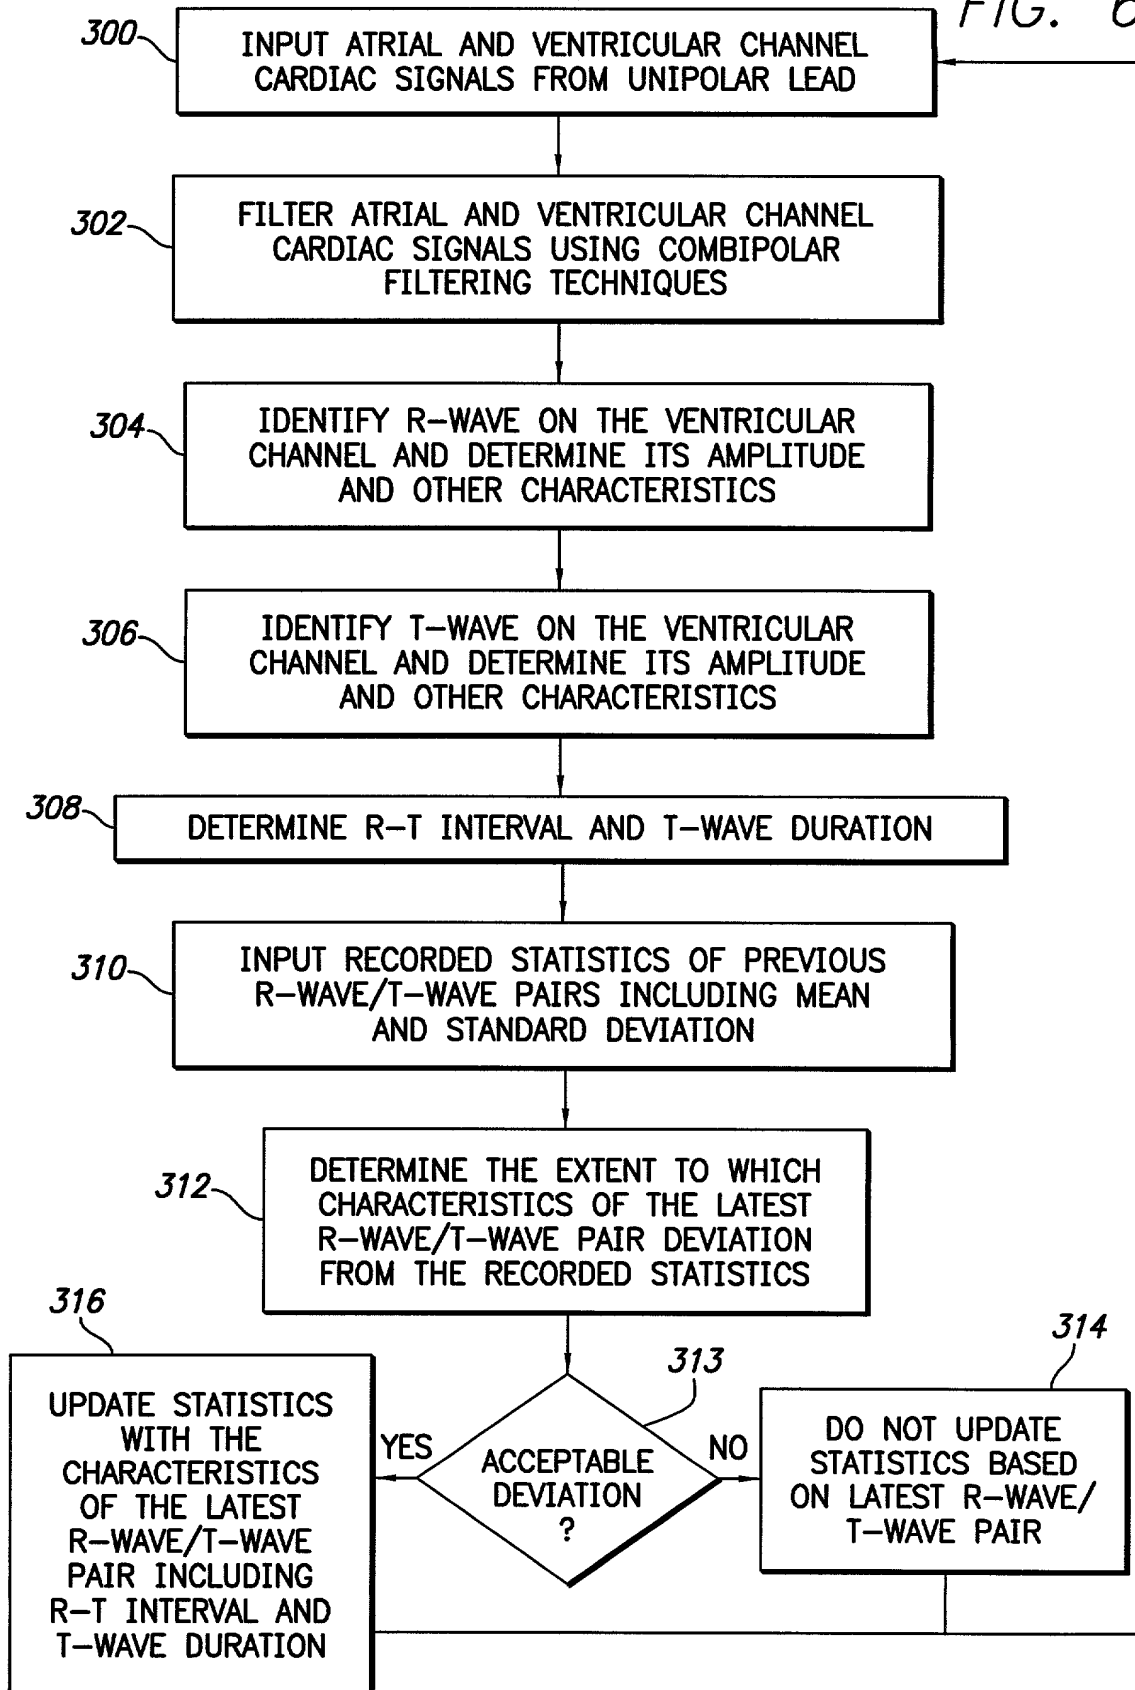 FIG. 6
300
INPUT ATRIAL AND VENTRICULAR CHANNEL
CARDIAC SIGNALS FROM UNIPOLAR LEAD
302
FILTER ATRIAL AND VENTRICULAR CHANNEL
CARDIAC SIGNALS USING COMBIPOLAR
FILTERING TECHNIQUES
304
IDENTIFY R-WAVE ON THE VENTRICULAR
CHANNEL AND DETERMINE ITS AMPLITUDE
AND OTHER CHARACTERISTICS
306
IDENTIFY T-WAVE ON THE VENTRICULAR
CHANNEL AND DETERMINE ITS AMPLITUDE
AND OTHER CHARACTERISTICS
308
DETERMINE R-T INTERVAL AND T-WAVE DURATION
310
INPUT RECORDED STATISTICS OF PREVIOUS
R-WAVE/T-WAVE PAIRS INCLUDING MEAN
AND STANDARD DEVIATION
312
DETERMINE THE EXTENT TO WHICH
CHARACTERISTICS OF THE LATEST
R-WAVE/T-WAVE PAIR DEVIATION
FROM THE RECORDED STATISTICS
316
UPDATE STATISTICS
WITH THE
CHARACTERISTICS
OF THE LATEST
R-WAVE/T-WAVE
PAIR INCLUDING
R-T INTERVAL AND
T-WAVE DURATION
YES
313
ACCEPTABLE
DEVIATION
?
NO
314
DO NOT UPDATE
STATISTICS BASED
ON LATEST R-WAVE/
T-WAVE PAIR